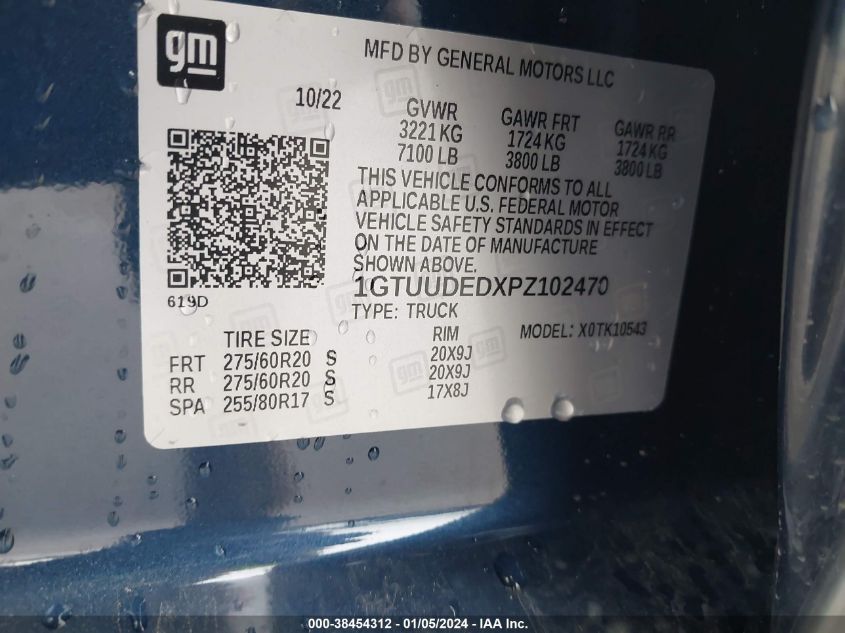 gm
MFD BY GENERAL MOTORS LLC
10/22
GVWR GAWR FRT GAWR RR
3221 KG 1724 KG 1724 KG
7100 LB 3800 LB 3800 LB
THIS VEHICLE CONFORMS TO ALL
APPLICABLE U.S. FEDERAL MOTOR
VEHICLE SAFETY STANDARDS IN EFFECT
ON THE DATE OF MANUFACTURE
SHOWN ABOVE.
619D
1GTUUDEDXPZ102470
TYPE: TRUCK
MODEL: X0TK10543
TIRE SIZE RIM
FRT 275/60R20 S 20X9J
RR 275/60R20 S 20X9J
SPA 255/80R17 S 17X8J
000-38454312 - 01/05/2024 - IAA Inc.